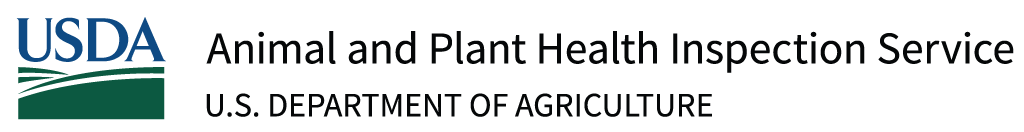 USDA
Animal and Plant Health Inspection Service
U.S. DEPARTMENT OF AGRICULTURE